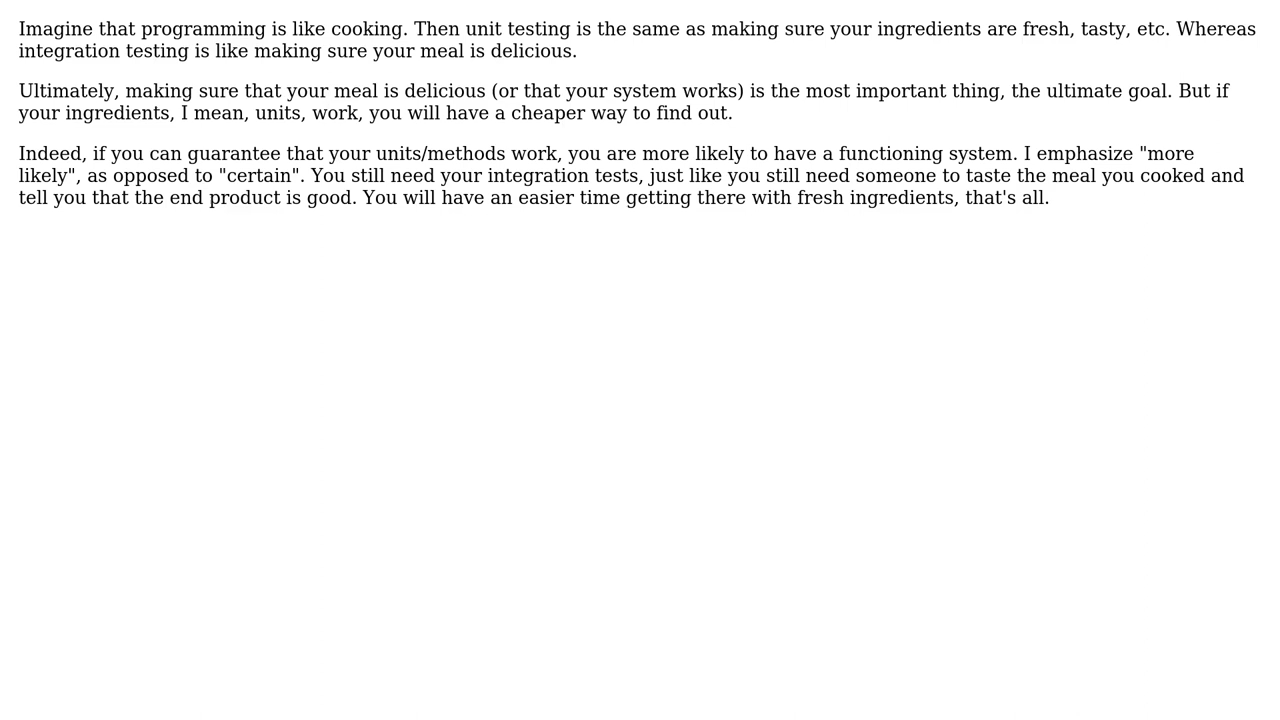 Imagine that programming is like cooking. Then unit testing is the same as making sure your ingredients are fresh, tasty, etc. Whereas
integration testing is like making sure your meal is delicious.
Ultimately, making sure that your meal is delicious (or that your system works) is the most important thing, the ultimate goal. But if
your ingredients, I mean, units, work, you will have a cheaper way to find out.
Indeed, if you can guarantee that your units/methods work, you are more likely to have a functioning system. I emphasize "more
likely", as opposed to "certain". You still need your integration tests, just like you still need someone to taste the meal you cooked and
tell you that the end product is good. You will have an easier time getting there with fresh ingredients, that's all.